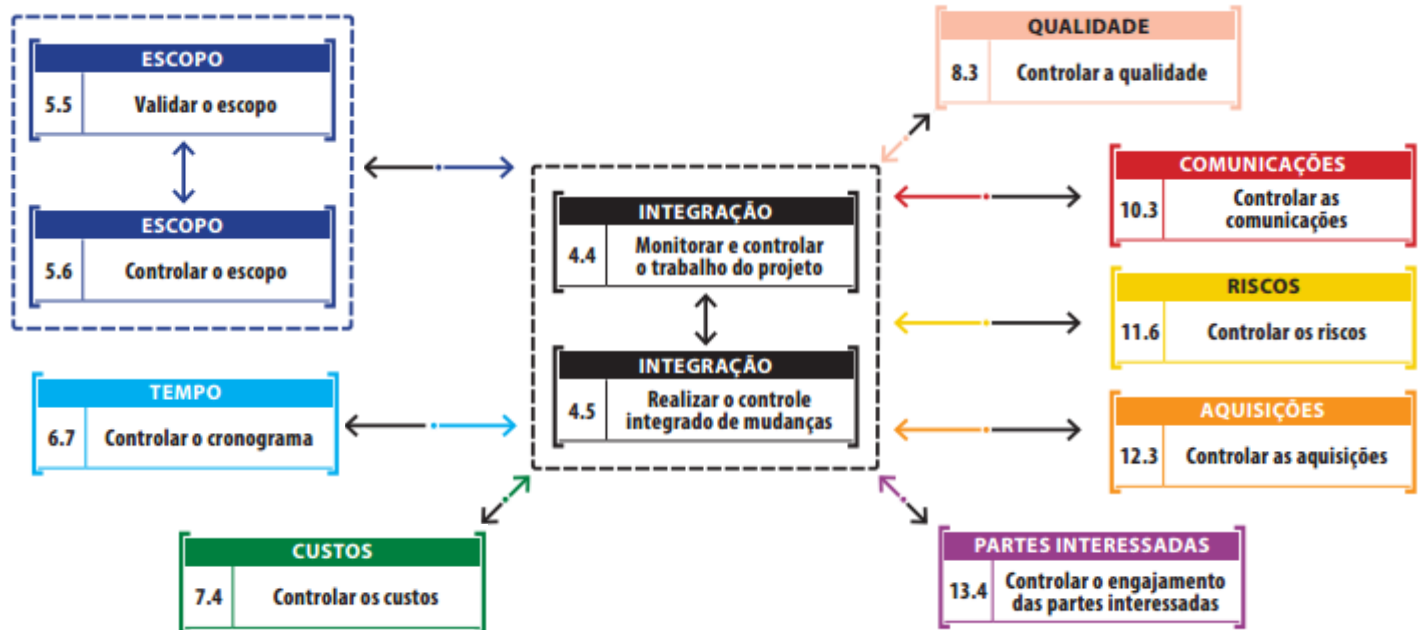 ESCOPO
5.5
Validar o escopo
ESCOPO
5.6
Controlar o escopo
TEMPO
6.7
Controlar o cronograma
CUSTOS
7.4
Controlar os custos
INTEGRAÇÃO
4.4
Monitorar e controlar
o trabalho do projeto
INTEGRAÇÃO
4.5
Realizar o controle
integrado de mudanças
QUALIDADE
8.3
Controlar a qualidade
COMUNICAÇÕES
10.3
Controlar as
comunicações
RISCOS
11.6
Controlar os riscos
AQUISIÇÕES
12.3
Controlar as aquisições
PARTES INTERESSADAS
13.4
Controlar o engajamento
das partes interessadas